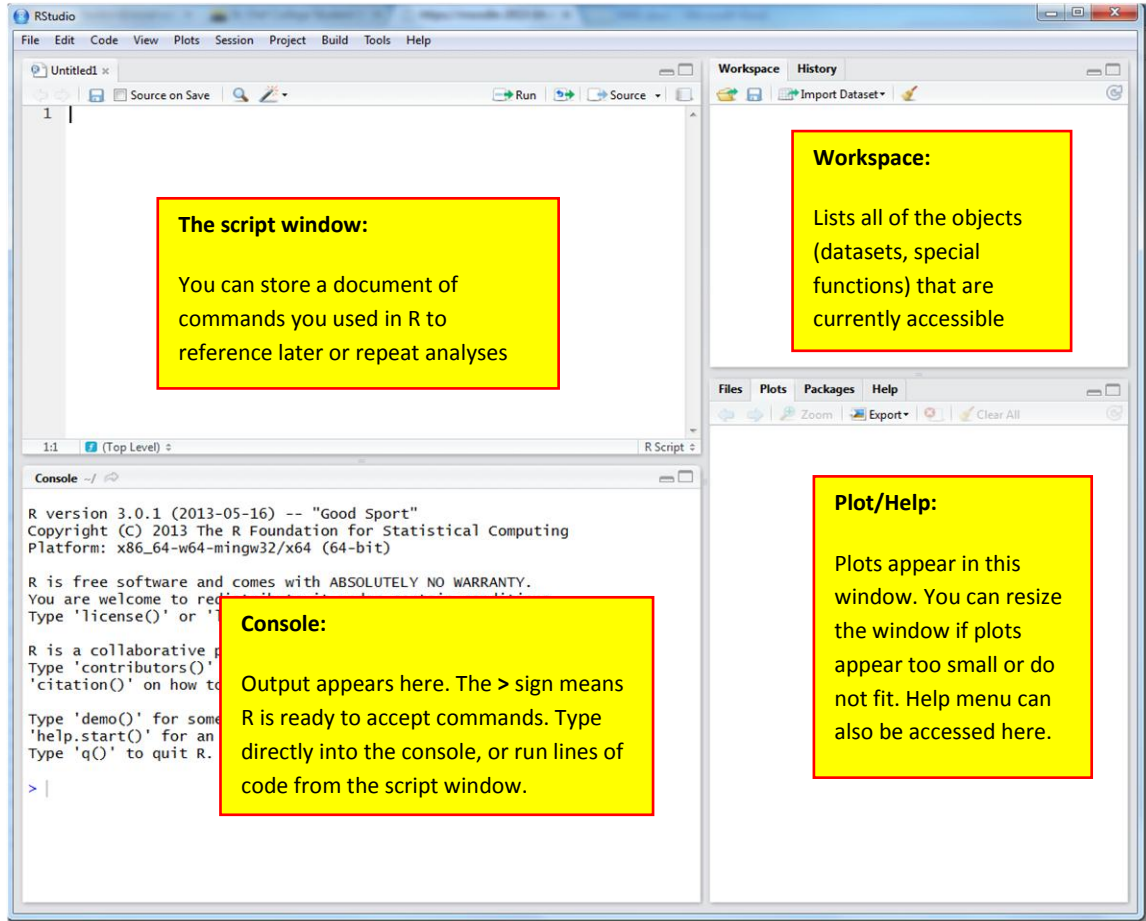 RStudio
File Edit Code View Plots Session Project Build Tools Help
Untitled1 ×
Source on Save
Run
Source
1
The script window:
You can store a document of
commands you used in R to
reference later or repeat analyses
1:1
(Top Level)
R Script
Console ~/
R version 3.0.1 (2013-05-16) -- "Good Sport"
Copyright (C) 2013 The R Foundation for Statistical Computing
Platform: x86_64-w64-mingw32/x64 (64-bit)
R is free software and comes with ABSOLUTELY NO WARRANTY.
You are welcome to
Type 'license()' or
R is a collaborative
Type 'contributors()'
'citation()' on how to
Type 'demo()' for some
'help.start()' for an
Type 'q()' to quit R.
>
Console:
Output appears here. The > sign means
R is ready to accept commands. Type
directly into the console, or run lines of
code from the script window.
Workspace History
Import Dataset
Workspace:
Lists all of the objects
(datasets, special
functions) that are
currently accessible
Files Plots Packages Help
Zoom Export Clear All
Plot/Help:
Plots appear in this
window. You can resize
the window if plots
appear too small or do
not fit. Help menu can
also be accessed here.